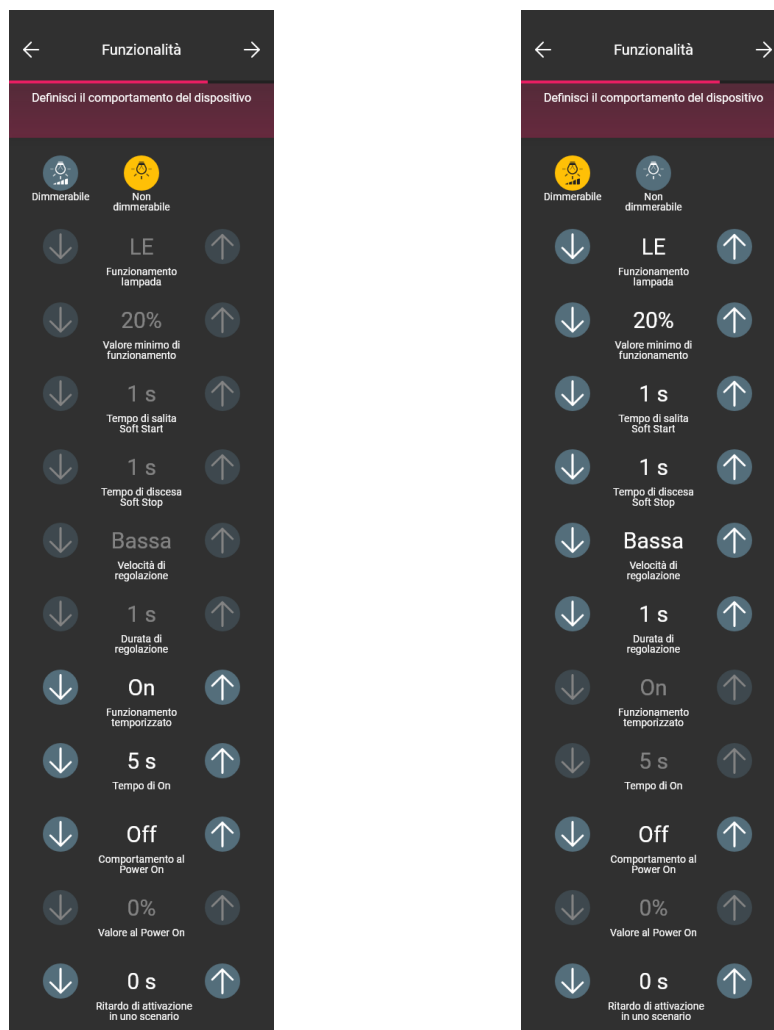 Funzionalità
Definisci il comportamento del dispositivo
Dimmerabile
Non
dimmerabile
LE
Funzionamento
lampada
20%
Valore minimo di
funzionamento
1 s
Tempo di salita
Soft Start
1 s
Tempo di discesa
Soft Stop
Bassa
Velocità di
regolazione
1 s
Durata di
regolazione
On
Funzionamento
temporizzato
5 s
Tempo di On
Off
Comportamento al
Power On
0%
Valore al Power On
0 s
Ritardo di attivazione
in uno scenario
Funzionalità
Definisci il comportamento del dispositivo
Dimmerabile
Non
dimmerabile
LE
Funzionamento
lampada
20%
Valore minimo di
funzionamento
1 s
Tempo di salita
Soft Start
1 s
Tempo di discesa
Soft Stop
Bassa
Velocità di
regolazione
1 s
Durata di
regolazione
On
Funzionamento
temporizzato
5 s
Tempo di On
Off
Comportamento al
Power On
0%
Valore al Power On
0 s
Ritardo di attivazione
in uno scenario